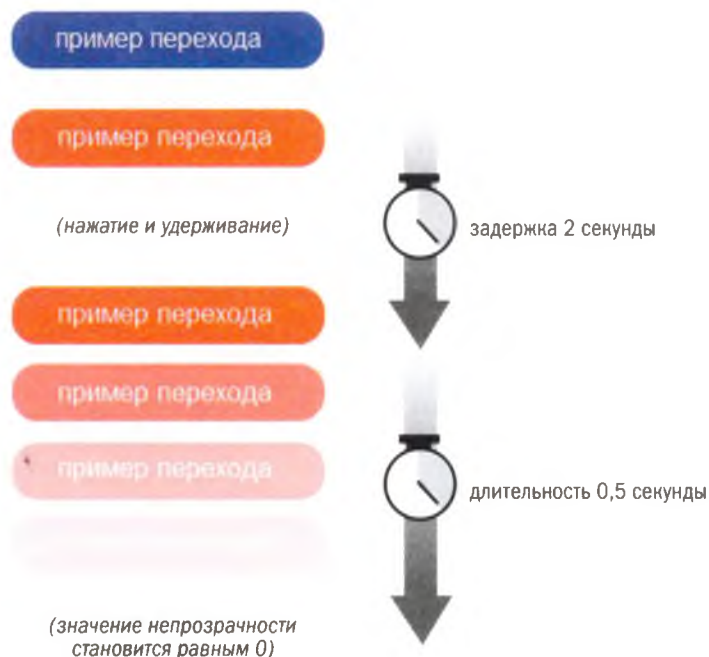 пример перехода
пример перехода
(нажатие и удерживание)
задержка 2 секунды
пример перехода
пример перехода
пример перехода
длительность 0,5 секунды
(значение непрозрачности
становится равным 0)